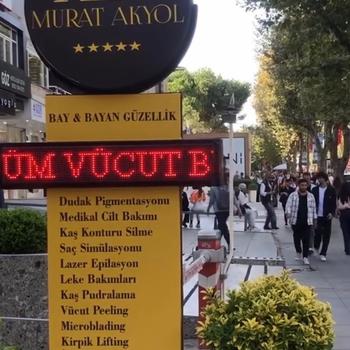 MURAT AKYOL
BAY & BAYAN GÜZELLİK
ÜM VÜCUT B
Dudak Pigmentasyonu
Medikal Cilt Bakımı
Kaş Konturu Silme
Saç Simülasyonu
Lazer Epilasyon
Leke Bakımları
Kaş Pudralama
Vücut Peeling
Microblading
Kirpik Lifting
GÖZ